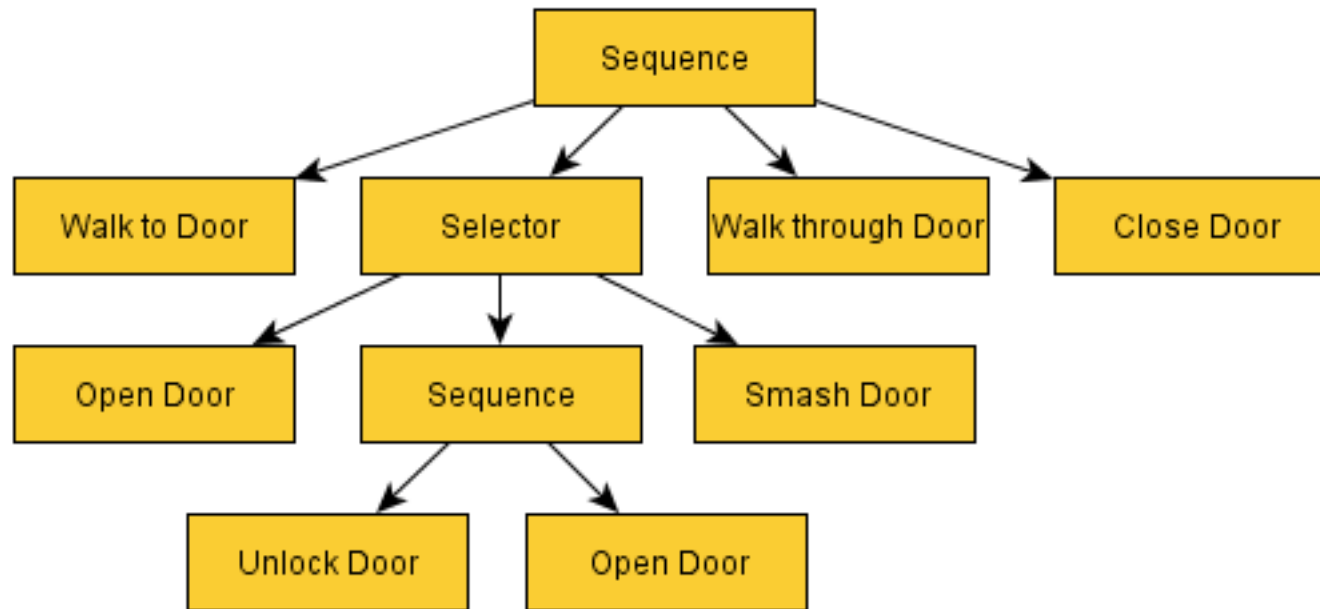 Sequence
Walk to Door
Selector
Walk through Door
Close Door
Open Door
Sequence
Smash Door
Unlock Door
Open Door